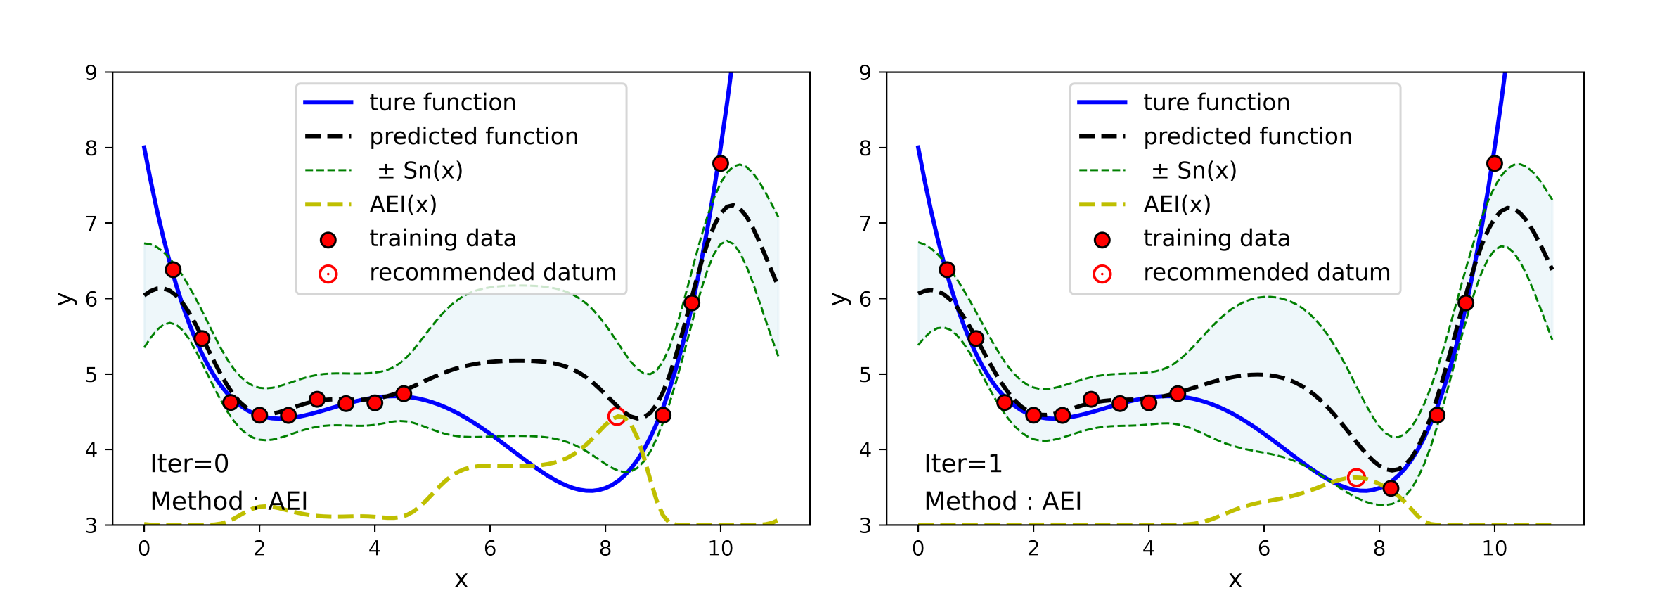 9
8
7
6
5
4
3
y
ture function
predicted function
± Sn(x)
AEI(x)
training data
recommended datum
Iter=0
Method : AEI
0 2 4 6 8 10
x
9
8
7
6
5
4
3
y
ture function
predicted function
± Sn(x)
AEI(x)
training data
recommended datum
Iter=1
Method : AEI
0 2 4 6 8 10
x